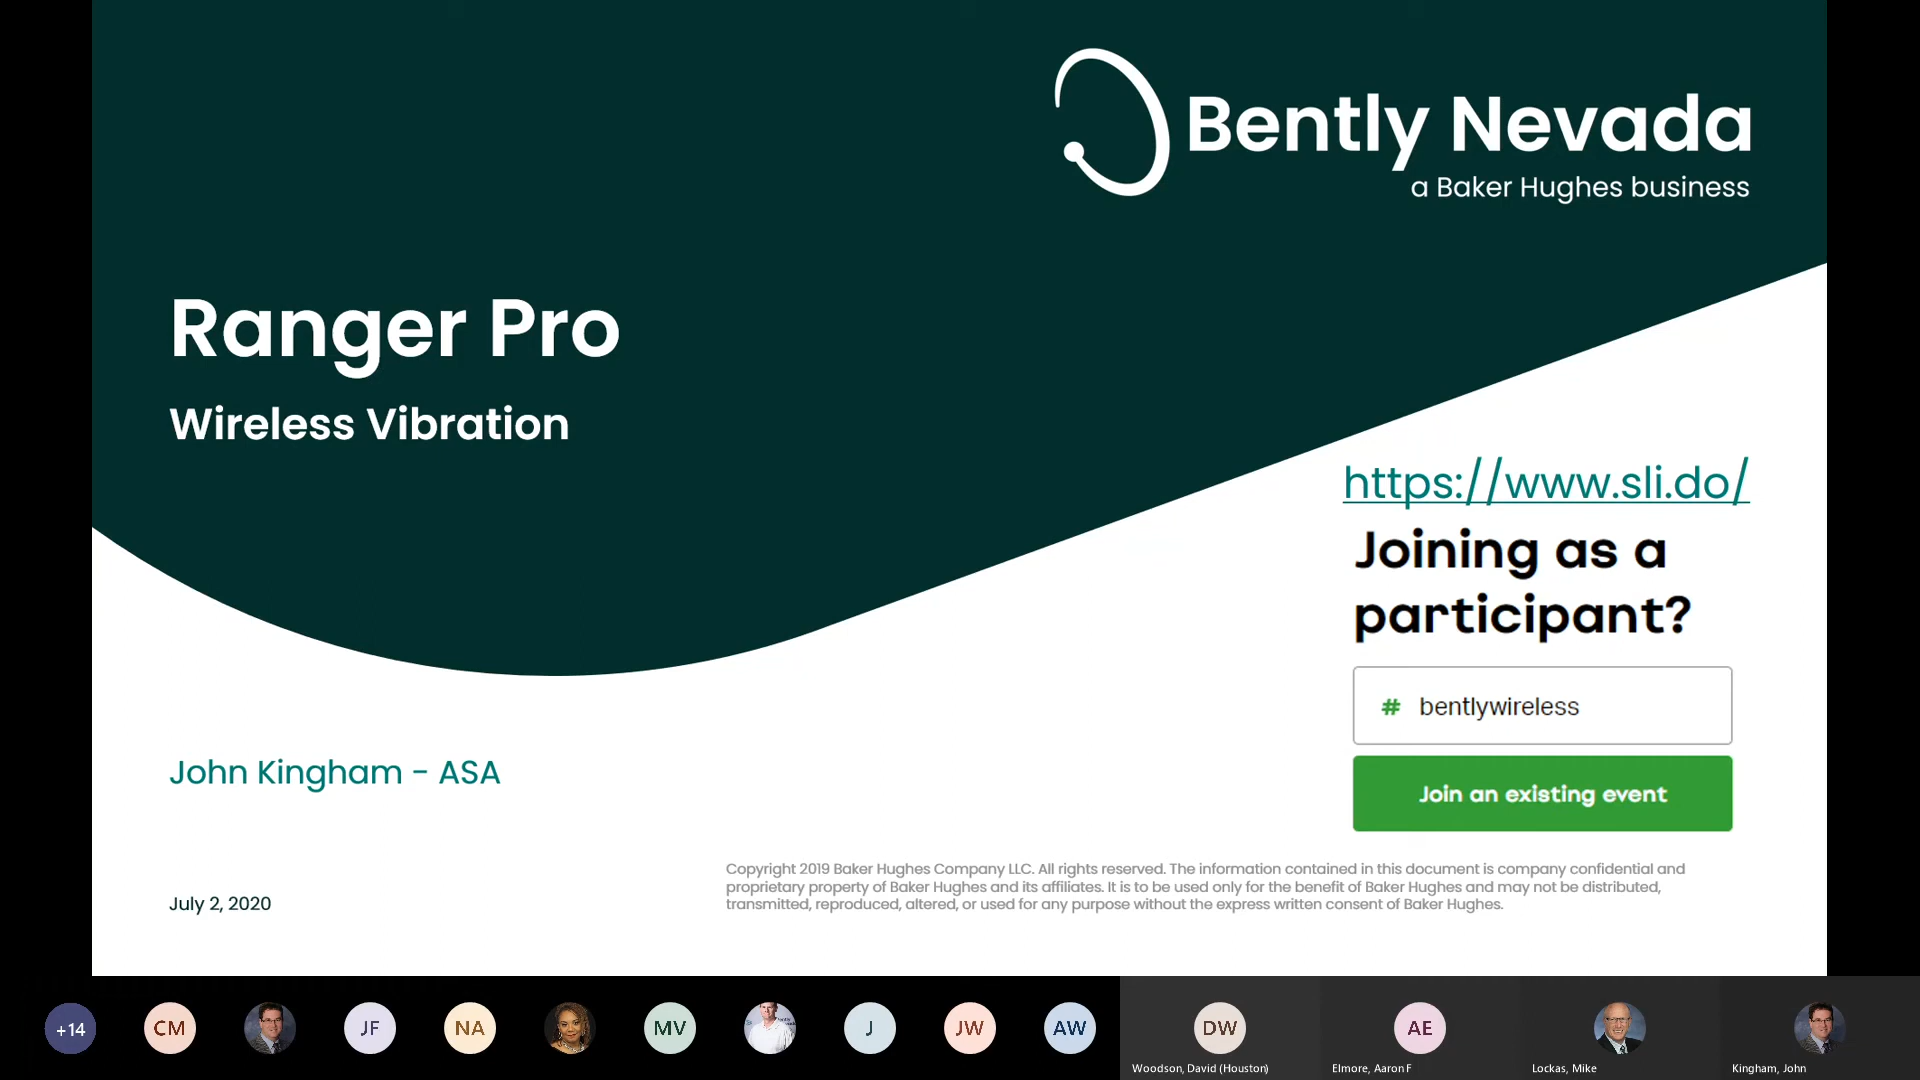 Bently Nevada
a Baker Hughes business
Ranger Pro
Wireless Vibration
https://www.sli.do/
Joining as a
participant?
# bentlywireless
Join an existing event
John Kingham - ASA
Copyright 2019 Baker Hughes Company LLC. All rights reserved. The information contained in this document is company confidential and
proprietary property of Baker Hughes and its affiliates. It is to be used only for the benefit of Baker Hughes and may not be distributed,
transmitted, reproduced, altered, or used for any purpose without the express written consent of Baker Hughes.
July 2, 2020
+14
CM
JF
NA
MV
J
JW
AW
DW
AE
Woodson, David (Houston)
Elmore, Aaron F
Lockas, Mike
Kingham, John